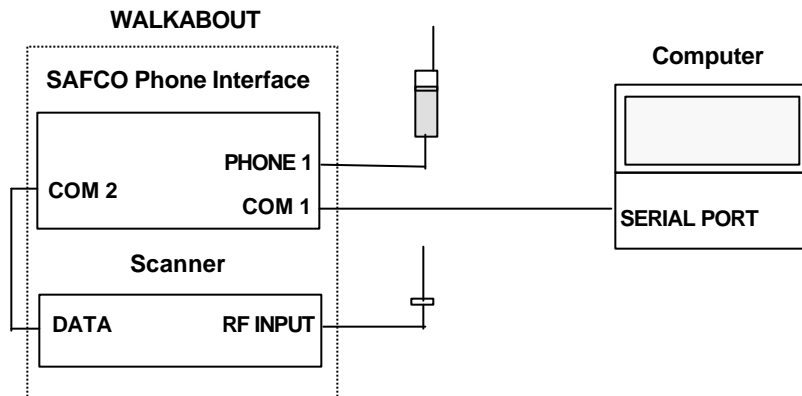 WALKABOUT
SAFCO Phone Interface
PHONE 1
COM 2
COM 1
Computer
SERIAL PORT
Scanner
DATA
RF INPUT